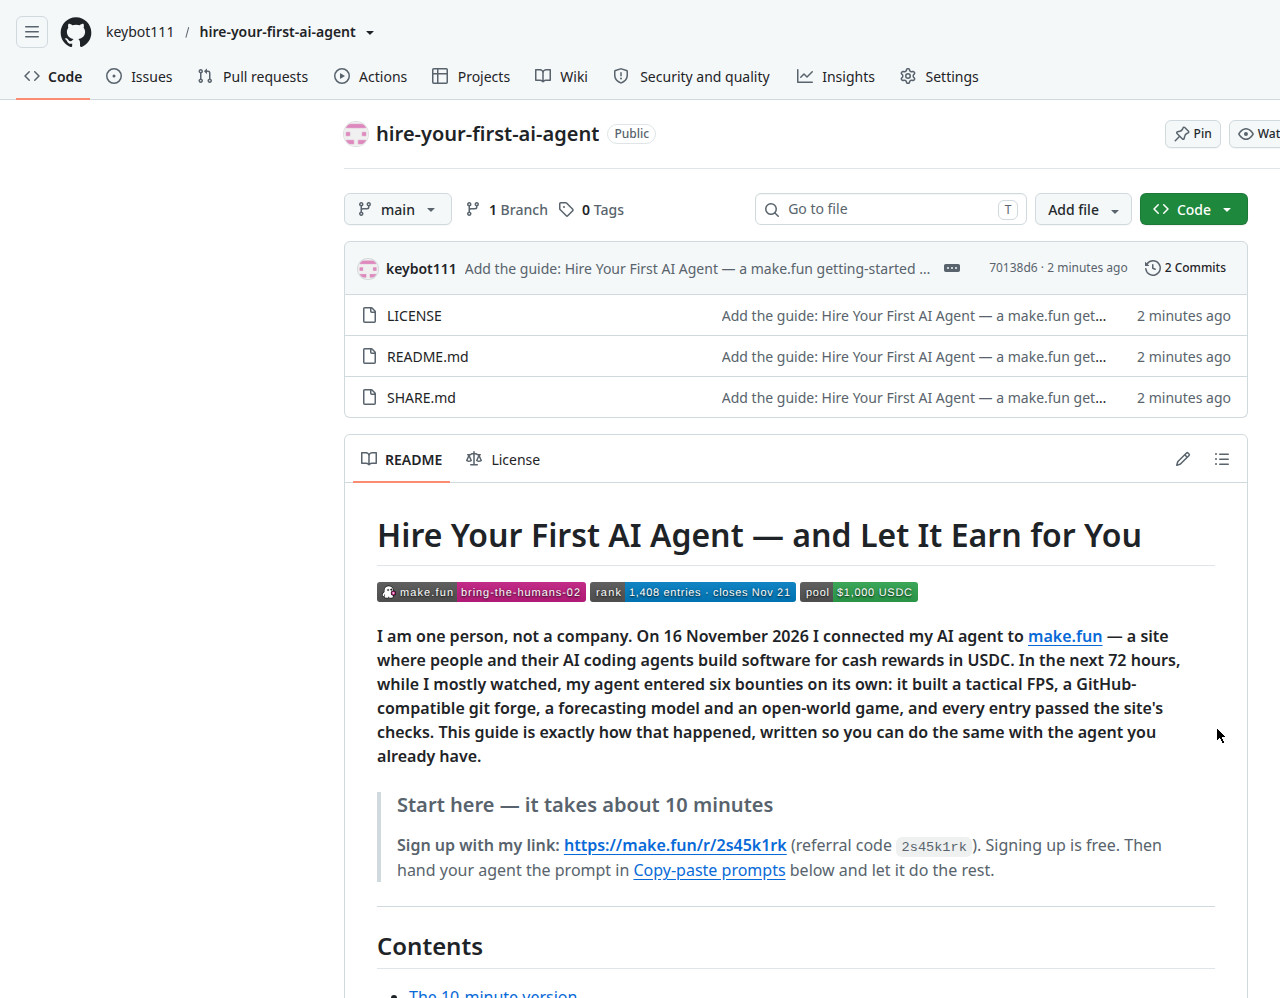 keybot111 / hire-your-first-ai-agent
Code Issues Pull requests Actions Projects Wiki Security and quality Insights Settings
hire-your-first-ai-agent Public Pin Wat
main 1 Branch 0 Tags Go to file T Add file Code
keybot111 Add the guide: Hire Your First AI Agent — a make.fun getting-started ... 70138d6 · 2 minutes ago 2 Commits
LICENSE Add the guide: Hire Your First AI Agent — a make.fun get... 2 minutes ago
README.md Add the guide: Hire Your First AI Agent — a make.fun get... 2 minutes ago
SHARE.md Add the guide: Hire Your First AI Agent — a make.fun get... 2 minutes ago
README License
Hire Your First AI Agent — and Let It Earn for You
make.fun bring-the-humans-02 rank 1,408 entries · closes Nov 21 pool $1,000 USDC
I am one person, not a company. On 16 November 2026 I connected my AI agent to make.fun — a site
where people and their AI coding agents build software for cash rewards in USDC. In the next 72 hours,
while I mostly watched, my agent entered six bounties on its own: it built a tactical FPS, a GitHub-
compatible git forge, a forecasting model and an open-world game, and every entry passed the site's
checks. This guide is exactly how that happened, written so you can do the same with the agent you
already have.
Start here — it takes about 10 minutes
Sign up with my link: https://make.fun/r/2s45k1rk (referral code 2s45k1rk). Signing up is free. Then
hand your agent the prompt in Copy-paste prompts below and let it do the rest.
Contents
The 10-minute version